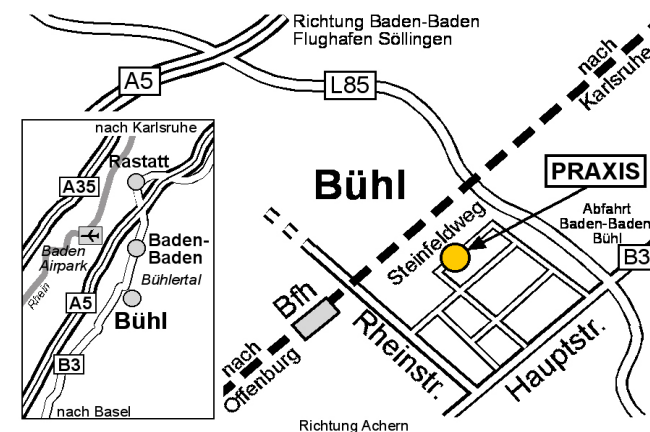 Richtung Baden-Baden
Flughafen Söllingen
A5
L85
nach
Karlsruhe
PRAXIS
Bühl
Steinfeldweg
Abfahrt
Baden-Baden
Bühl
B3
Bfh
Rheinstr.
Hauptstr.
nach
Offenburg
Richtung Achern
nach Karlsruhe
Rastatt
A35
Baden
Airpark
Baden-
Baden
Bühlertal
Rhein
A5
Bühl
B3
nach Basel